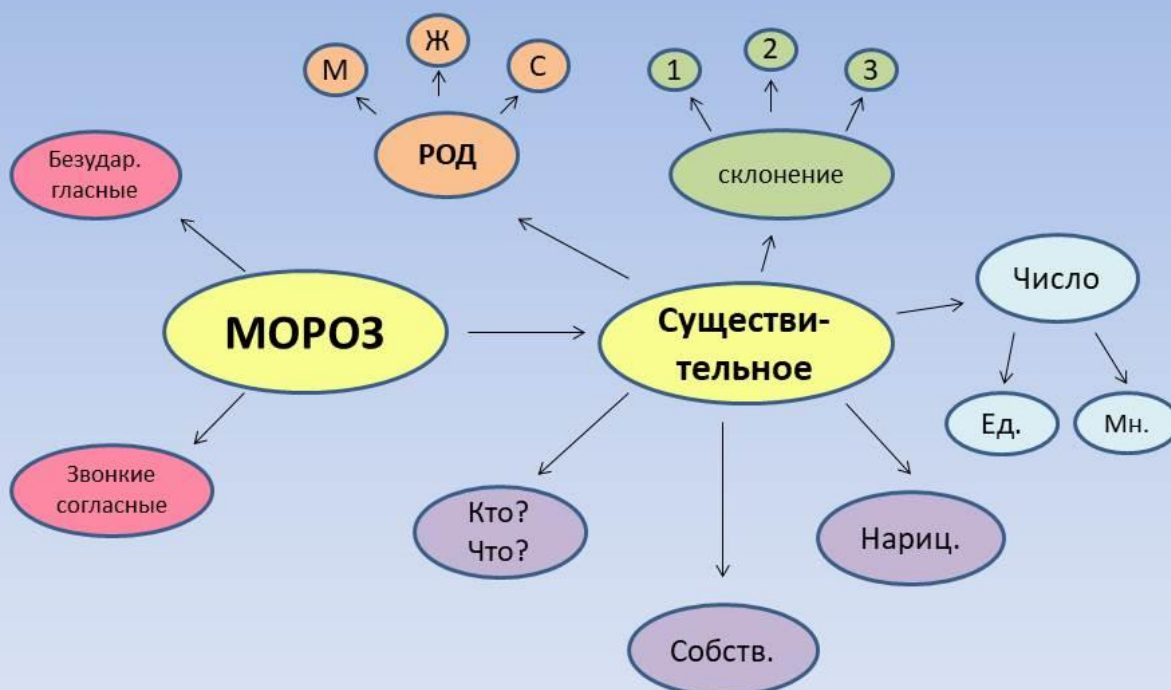 Ж
М
С
РОД
1
2
3
склонение
Безудар.
гласные
МОРОЗ
Звонкие
согласные
Существи-
тельное
Число
Ед.
Мн.
Кто?
Что?
Собств.
Нариц.